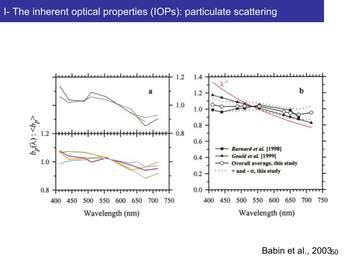 I- The inherent optical properties (IOPs): particulate scattering
a
b
λ⁻¹
1.2
1.0
0.8
1.2
1.0
0.8
b_p(λ) : <b_p>
400 450 500 550 600 650 700 750
Wavelength (nm)
1.4
1.2
1.0
0.8
0.6
0.4
0.2
0.0
Barnard et al. [1998]
Gould et al. [1999]
Overall average, this study
+ and - σ, this study
400 450 500 550 600 650 700 750
Wavelength (nm)
Babin et al., 2003
60